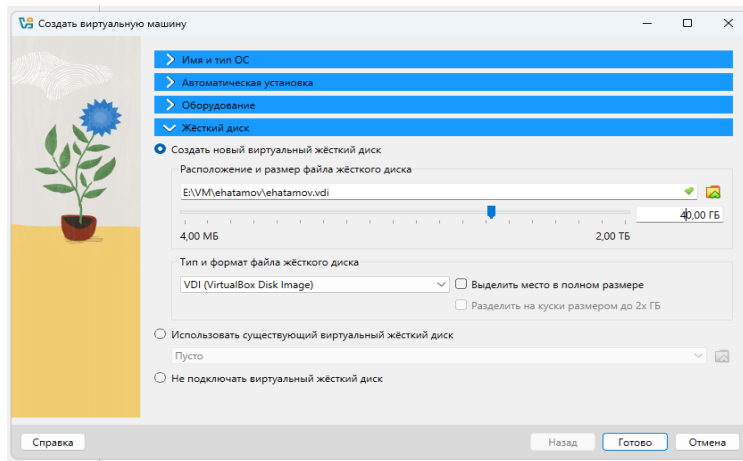 Создать виртуальную машину
Имя и тип ОС
Автоматическая установка
Оборудование
Жёсткий диск
Создать новый виртуальный жёсткий диск
Расположение и размер файла жёсткого диска
E:\VM\ehatamov\ehatamov.vdi
40,00 ГБ
4,00 МБ 2,00 ТБ
Тип и формат файла жёсткого диска
VDI (VirtualBox Disk Image) Выделить место в полном размере
Разделить на куски размером до 2х ГБ
Использовать существующий виртуальный жёсткий диск
Пусто
Не подключать виртуальный жёсткий диск
Справка Назад Готово Отмена